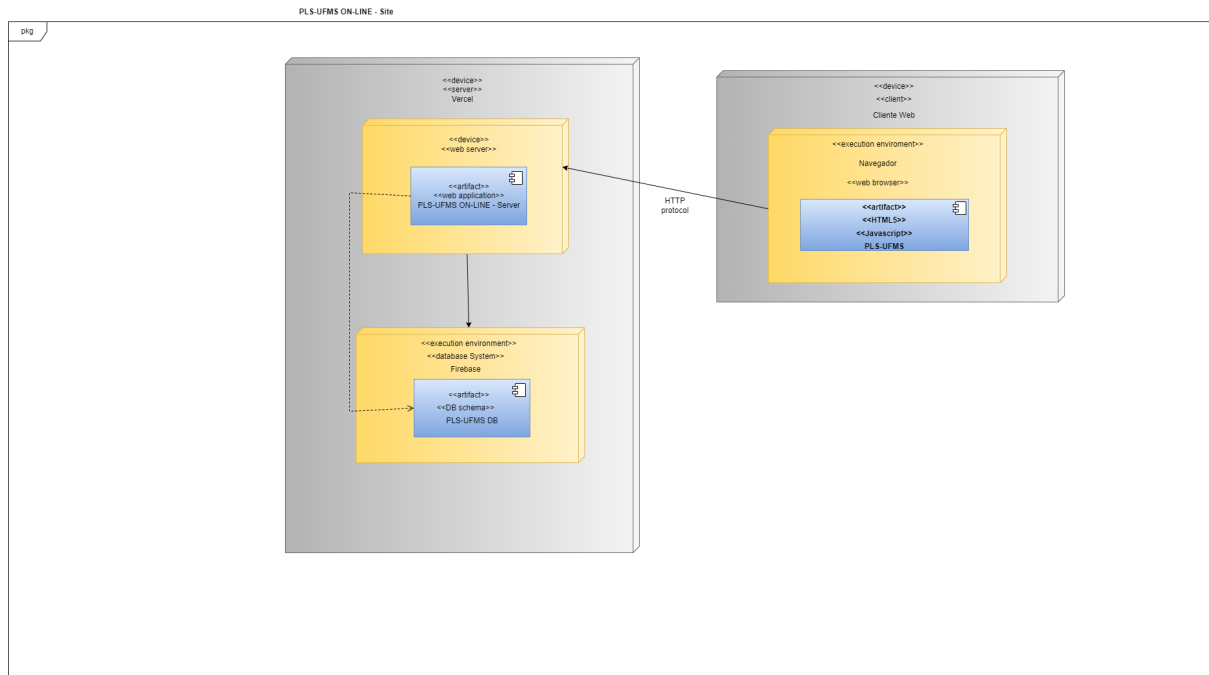 PLS-UFMS ON-LINE - Site
pkg
<<device>>
<<server>>
Vercel
<<device>>
<<web server>>
<<artifact>>
<<web application>>
PLS-UFMS ON-LINE - Server
<<execution environment>>
<<database System>>
Firebase
<<artifact>>
<<DB schema>>
PLS-UFMS DB
HTTP
protocol
<<device>>
<<client>>
Cliente Web
<<execution enviroment>>
Navegador
<<web browser>>
<<artifact>>
<<HTML5>>
<<Javascript>>
PLS-UFMS